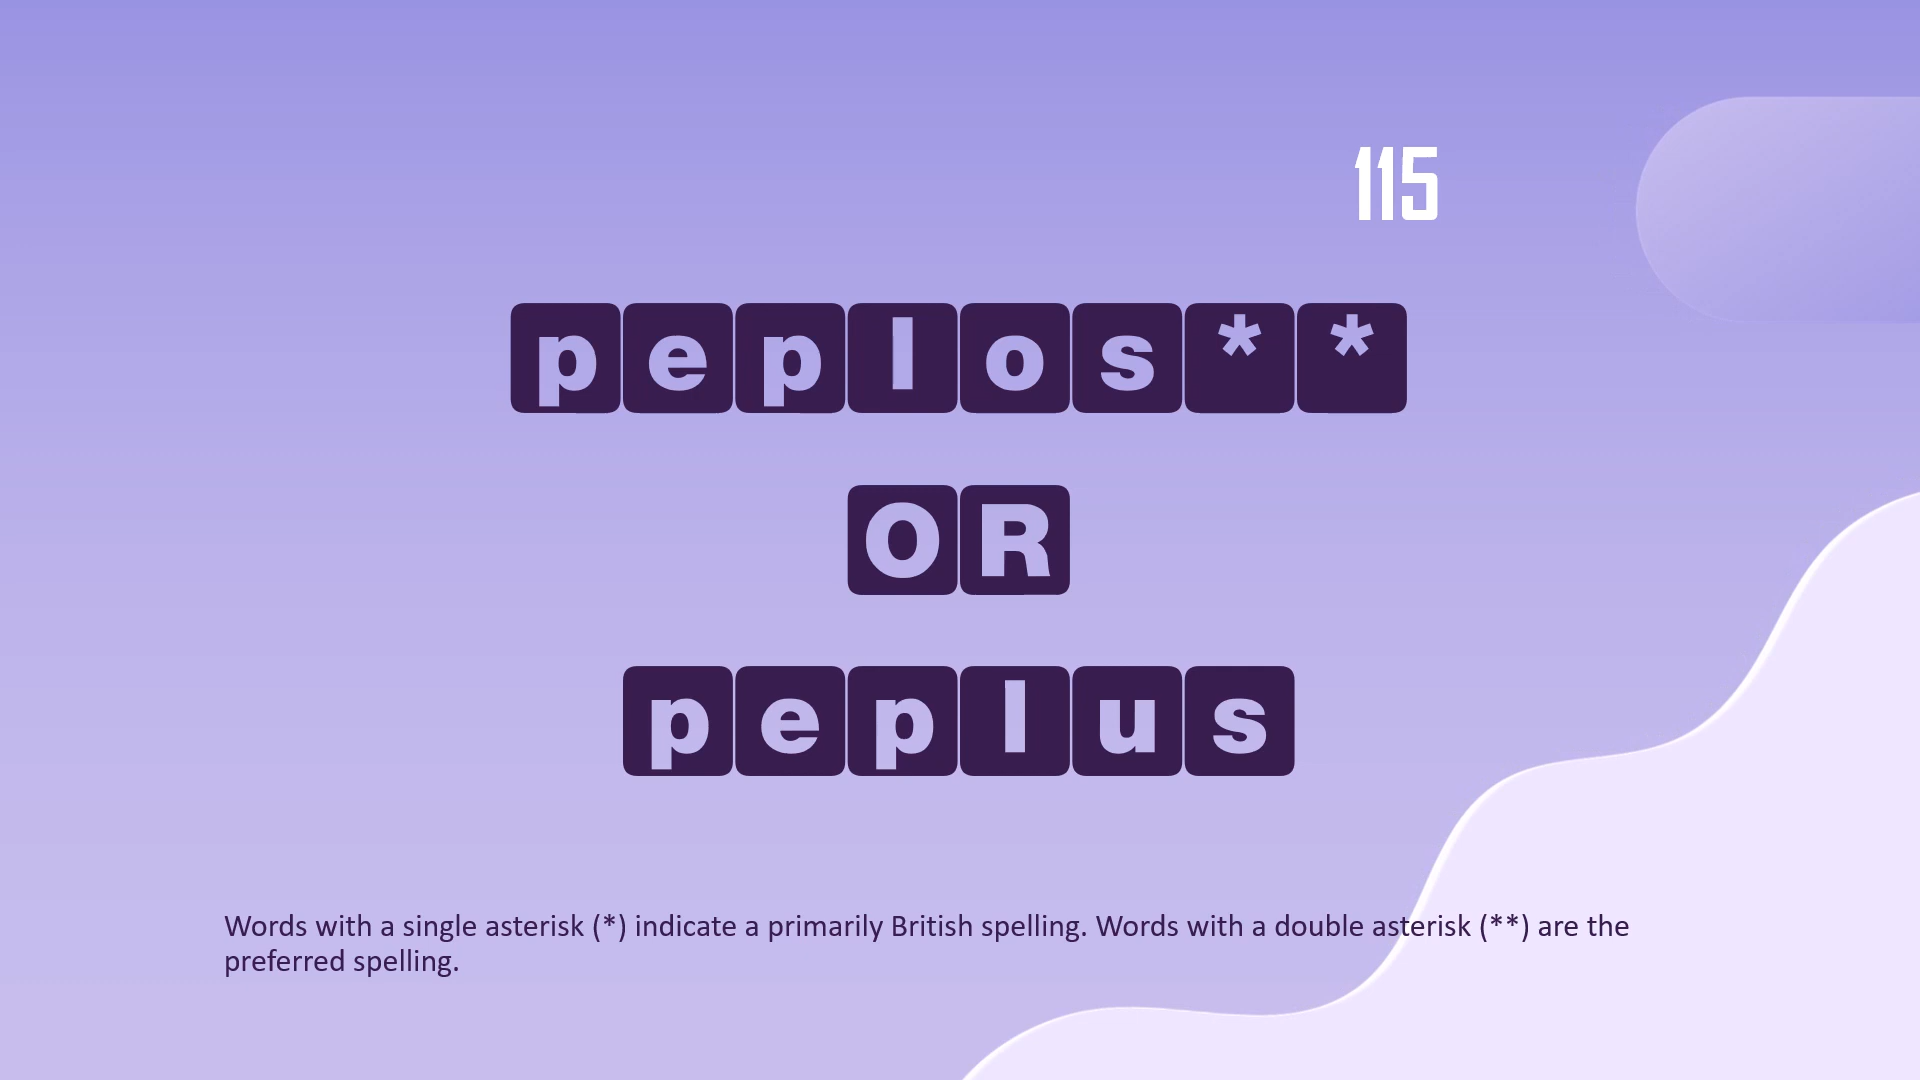 115
peplos**
OR
peplus
Words with a single asterisk (*) indicate a primarily British spelling. Words with a double asterisk (**) are the
preferred spelling.